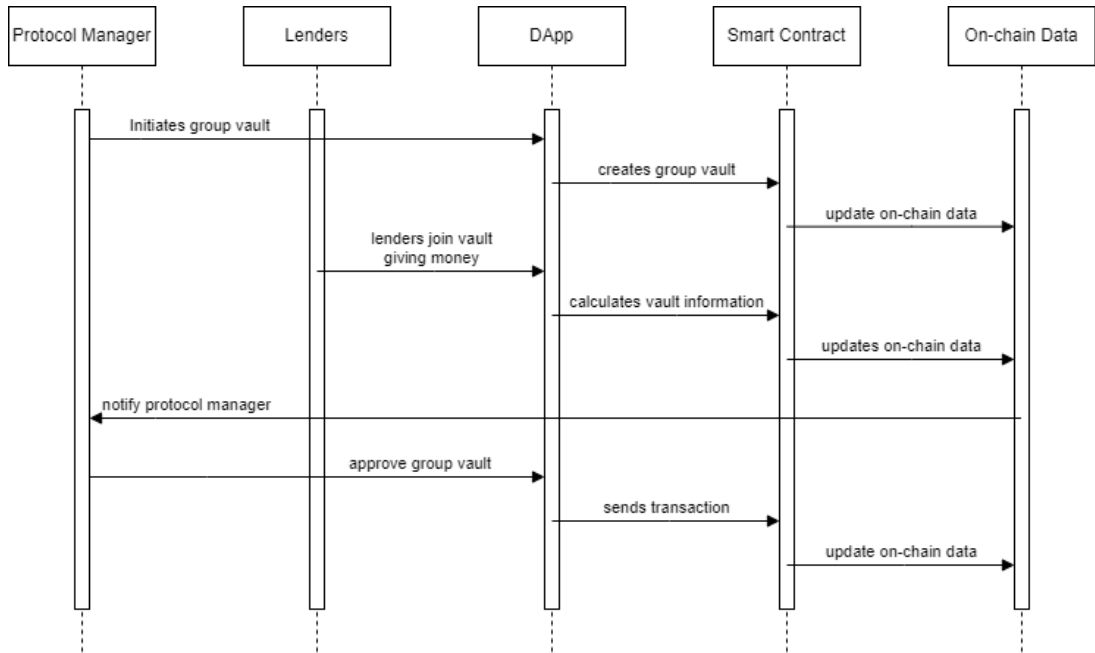 Protocol Manager
Lenders
DApp
Smart Contract
On-chain Data
Initiates group vault
creates group vault
update on-chain data
lenders join vault
giving money
calculates vault information
updates on-chain data
notify protocol manager
approve group vault
sends transaction
update on-chain data